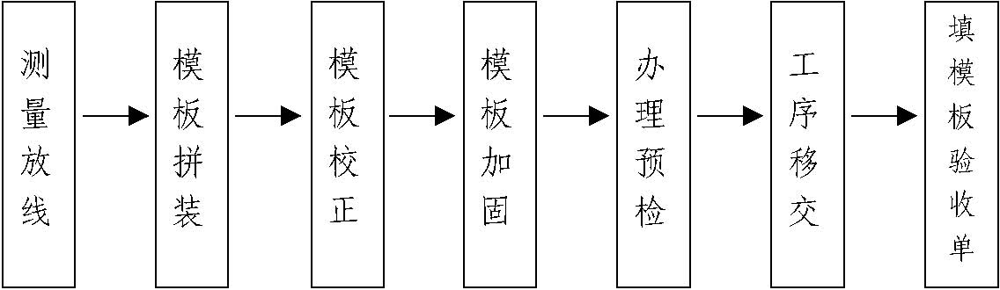 测量放线
模板拼装
模板校正
模板加固
办理预检
工序移交
填模板验收单